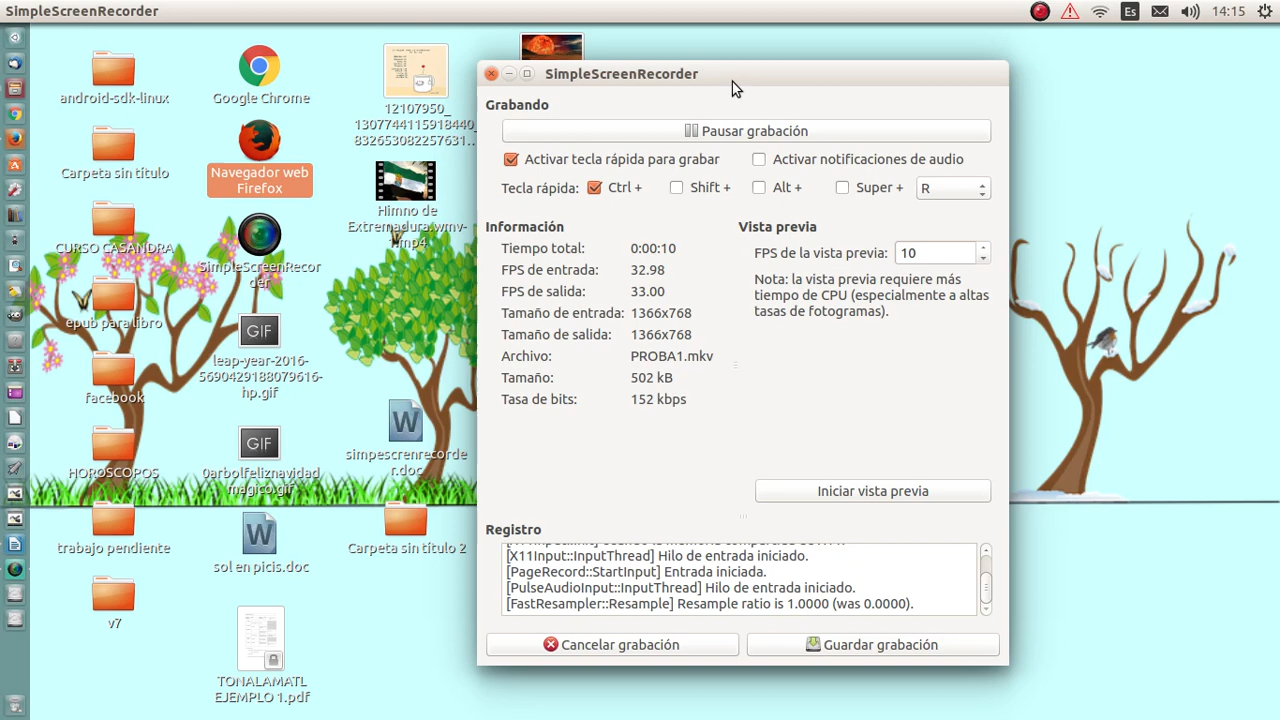 SimpleScreenRecorder
Es
14:15
android-sdk-linux
Carpeta sin título
CURSO CASANDRA
epub para libro
facebook
HOROSCOPOS
trabajo pendiente
v7
Google Chrome
Navegador web
Firefox
SimpleScreenRecor
der
GIF
leap-year-2016-
5690429188079616-
hp.gif
GIF
0arbolfeliznavidad
magico.gif
W
sol en picis.doc
TONALAMATL
EJEMPLO 1.pdf
12107950_
1307744115918440_
832653082257631...
Himno de
Extremadura.wmv-
1.mp4
W
simpescrenrecorde
r.doc
Carpeta sin título 2
SimpleScreenRecorder
Grabando
Pausar grabación
Activar tecla rápida para grabar
Activar notificaciones de audio
Tecla rápida: Ctrl + Shift + Alt + Super + R
Información
Tiempo total: 0:00:10
FPS de entrada: 32.98
FPS de salida: 33.00
Tamaño de entrada: 1366x768
Tamaño de salida: 1366x768
Archivo: PROBA1.mkv
Tamaño: 502 kB
Tasa de bits: 152 kbps
Vista previa
FPS de la vista previa: 10
Nota: la vista previa requiere más
tiempo de CPU (especialmente a altas
tasas de fotogramas).
Iniciar vista previa
Registro
[X11Input::InputThread] Hilo de entrada iniciado.
[PageRecord::StartInput] Entrada iniciada.
[PulseAudioInput::InputThread] Hilo de entrada iniciado.
[FastResampler::Resample] Resample ratio is 1.0000 (was 0.0000).
Cancelar grabación
Guardar grabación